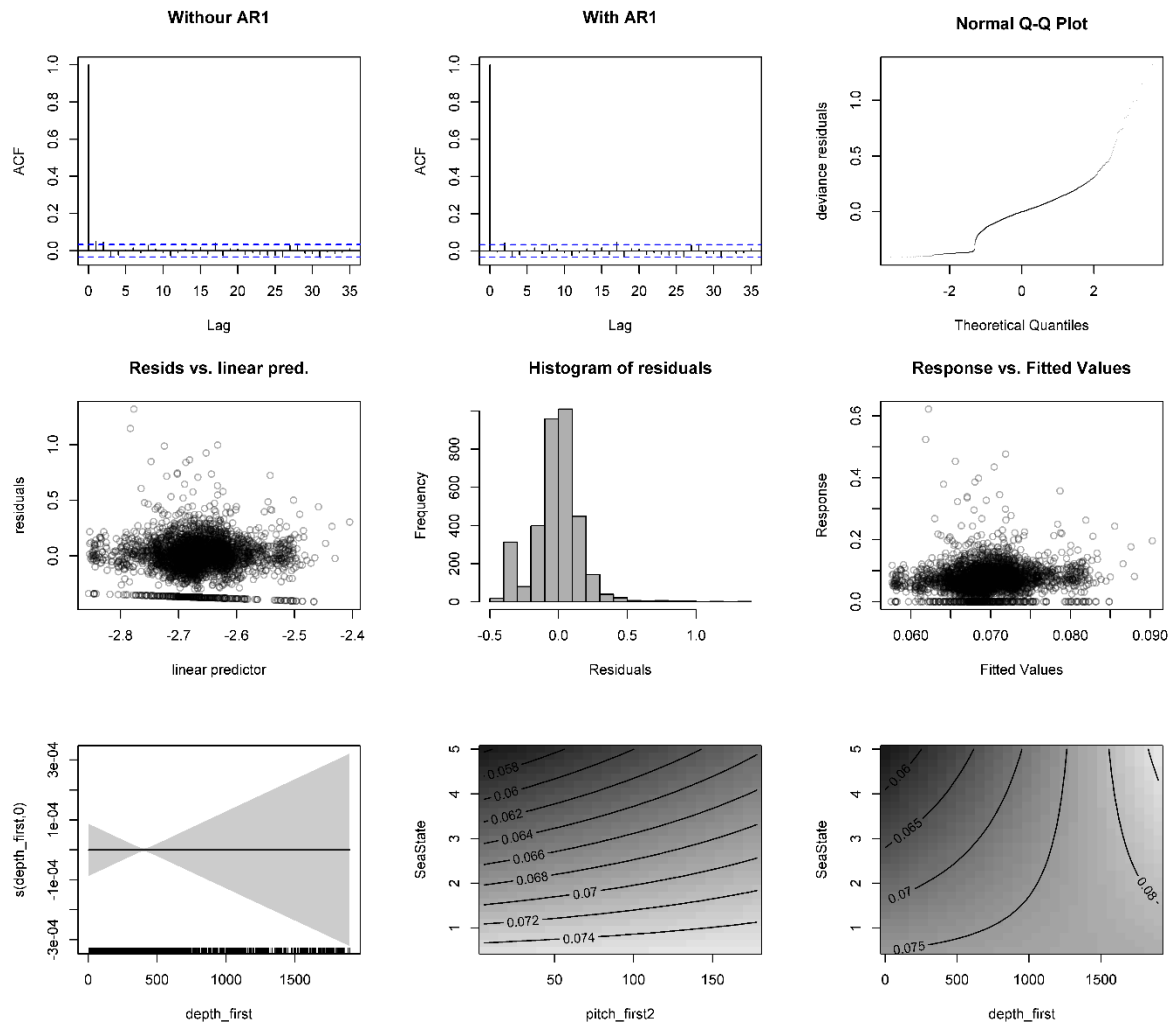 Withour AR1
ACF
0.0 0.2 0.4 0.6 0.8 1.0
0 5 10 15 20 25 30 35
Lag
With AR1
ACF
0.0 0.2 0.4 0.6 0.8 1.0
0 5 10 15 20 25 30 35
Lag
Normal Q-Q Plot
deviance residuals
0.0 0.5 1.0
-2 0 2
Theoretical Quantiles
Resids vs. linear pred.
residuals
0.0 0.5 1.0
-2.8 -2.7 -2.6 -2.5 -2.4
linear predictor
Histogram of residuals
Frequency
0 200 400 600 800
-0.5 0.0 0.5 1.0
Residuals
Response vs. Fitted Values
Response
0.0 0.2 0.4 0.6
0.060 0.070 0.080 0.090
Fitted Values
s(depth_first,0)
-3e-04 -1e-04 1e-04 3e-04
0 500 1000 1500
depth_first
SeaState
1 2 3 4 5
0.058
0.06
0.062
0.064
0.066
0.068
0.07
0.072
0.074
50 100 150
pitch_first2
SeaState
1 2 3 4 5
0.06
0.065
0.07
0.075
0.08
500 1000 1500
depth_first